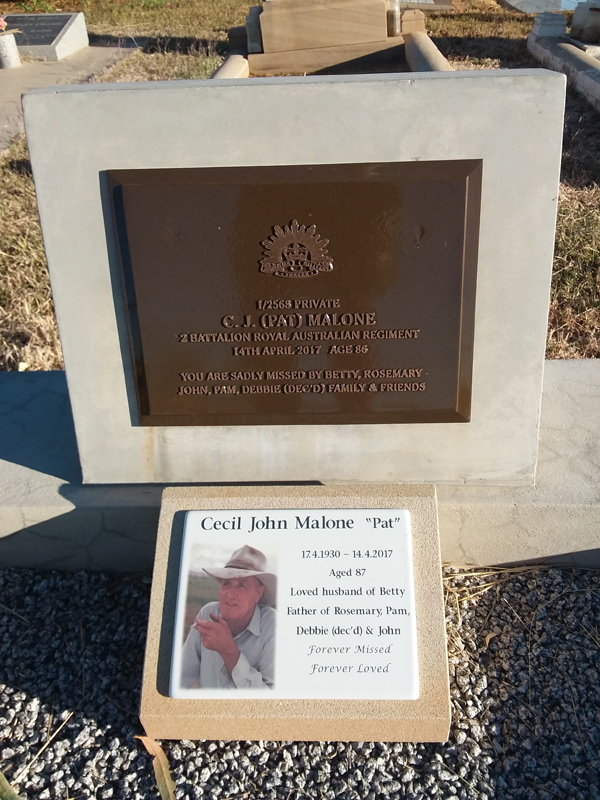 1/2568 PRIVATE
C. J. (PAT) MALONE
2 BATTALION ROYAL AUSTRALIAN REGIMENT
14TH APRIL 2017 AGE 86
YOU ARE SADLY MISSED BY BETTY, ROSEMARY
JOHN, PAM, DEBBIE (DEC'D) FAMILY & FRIENDS
Cecil John Malone "Pat"
17.4.1930 – 14.4.2017
Aged 87
Loved husband of Betty
Father of Rosemary, Pam,
Debbie (dec'd) & John
Forever Missed
Forever Loved